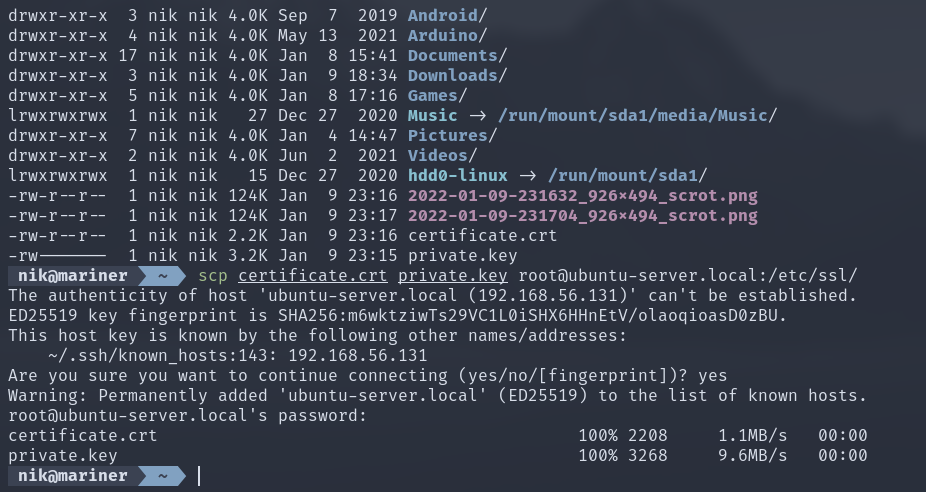 drwxr-xr-x  3 nik nik 4.0K Sep  7  2019 Android/
drwxr-xr-x  4 nik nik 4.0K May 13  2021 Arduino/
drwxr-xr-x 17 nik nik 4.0K Jan  8 15:41 Documents/
drwxr-xr-x  3 nik nik 4.0K Jan  9 18:34 Downloads/
drwxr-xr-x  5 nik nik 4.0K Jan  8 17:16 Games/
lrwxrwxrwx  1 nik nik   27 Dec 27  2020 Music -> /run/mount/sda1/media/Music/
drwxr-xr-x  7 nik nik 4.0K Jan  4 14:47 Pictures/
drwxr-xr-x  2 nik nik 4.0K Jun  2  2021 Videos/
lrwxrwxrwx  1 nik nik   15 Dec 27  2020 hdd0-linux -> /run/mount/sda1/
-rw-r--r--  1 nik nik 124K Jan  9 23:16 2022-01-09-231632_926x494_scrot.png
-rw-r--r--  1 nik nik 124K Jan  9 23:17 2022-01-09-231704_926x494_scrot.png
-rw-r--r--  1 nik nik 2.2K Jan  9 23:16 certificate.crt
-rw-------  1 nik nik 3.2K Jan  9 23:15 private.key
nik@mariner ~ scp certificate.crt private.key root@ubuntu-server.local:/etc/ssl/
The authenticity of host 'ubuntu-server.local (192.168.56.131)' can't be established.
ED25519 key fingerprint is SHA256:m6wktziwTs29VC1L0iSHX6HHnEtV/olaoqioasD0zBU.
This host key is known by the following other names/addresses:
    ~/.ssh/known_hosts:143: 192.168.56.131
Are you sure you want to continue connecting (yes/no/[fingerprint])? yes
Warning: Permanently added 'ubuntu-server.local' (ED25519) to the list of known hosts.
root@ubuntu-server.local's password:
certificate.crt                                          100% 2208     1.1MB/s   00:00
private.key                                              100% 3268     9.6MB/s   00:00
nik@mariner ~